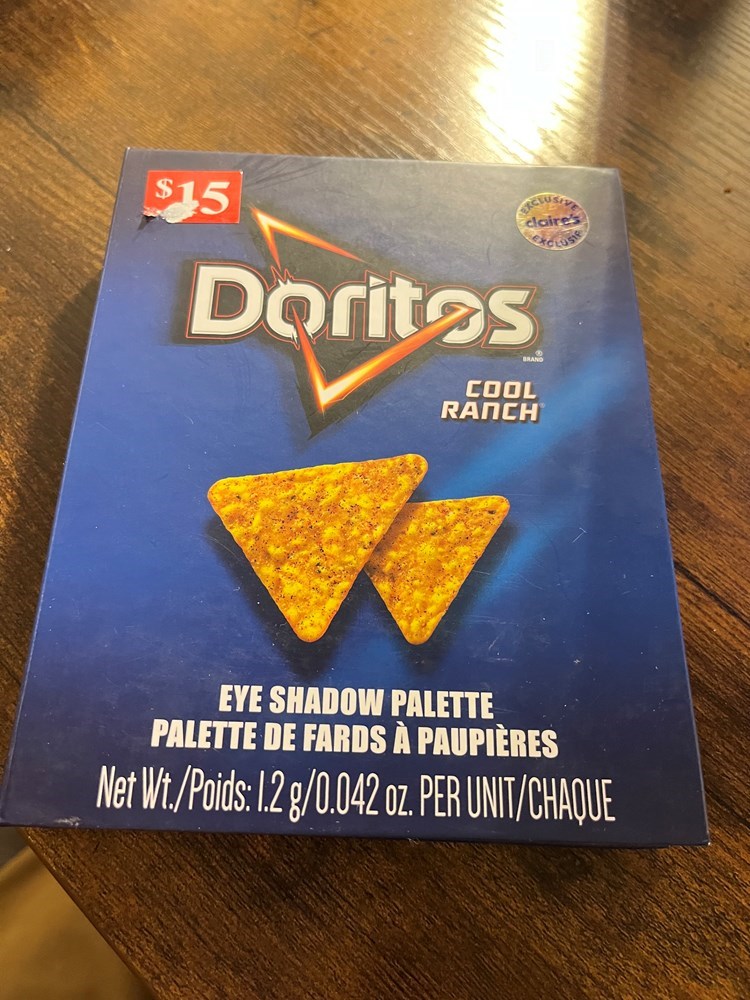 $15
EXCLUSIVE
claire's
EXCLUSIF
Doritos
® BRAND
COOL
RANCH
EYE SHADOW PALETTE
PALETTE DE FARDS À PAUPIÈRES
Net Wt./Poids: 1.2 g/0.042 oz. PER UNIT/CHAQUE